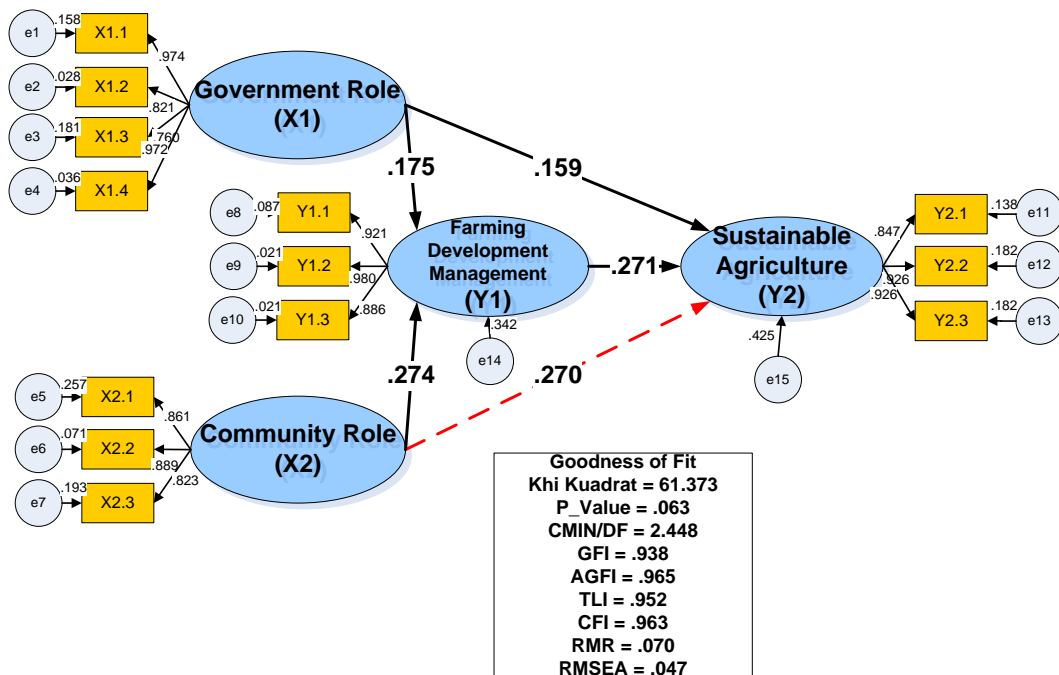 e1
.158
X1.1
.974
e2
.028
X1.2
.821
e3
.181
X1.3
.760
.972
e4
.036
X1.4
Government Role
(X1)
.175
.159
e8
.087
Y1.1
.921
e9
.021
Y1.2
.980
e10
.021
Y1.3
.886
Farming
Development
Management
(Y1)
.342
e14
.271
Sustainable
Agriculture
(Y2)
.425
e15
.847
Y2.1
.138
e11
.926
Y2.2
.182
e12
.926
Y2.3
.182
e13
.274
.270
e5
.257
X2.1
.861
e6
.071
X2.2
.889
e7
.193
X2.3
.823
Community Role
(X2)
Goodness of Fit
Khi Kuadrat = 61.373
P_Value = .063
CMIN/DF = 2.448
GFI = .938
AGFI = .965
TLI = .952
CFI = .963
RMR = .070
RMSEA = .047